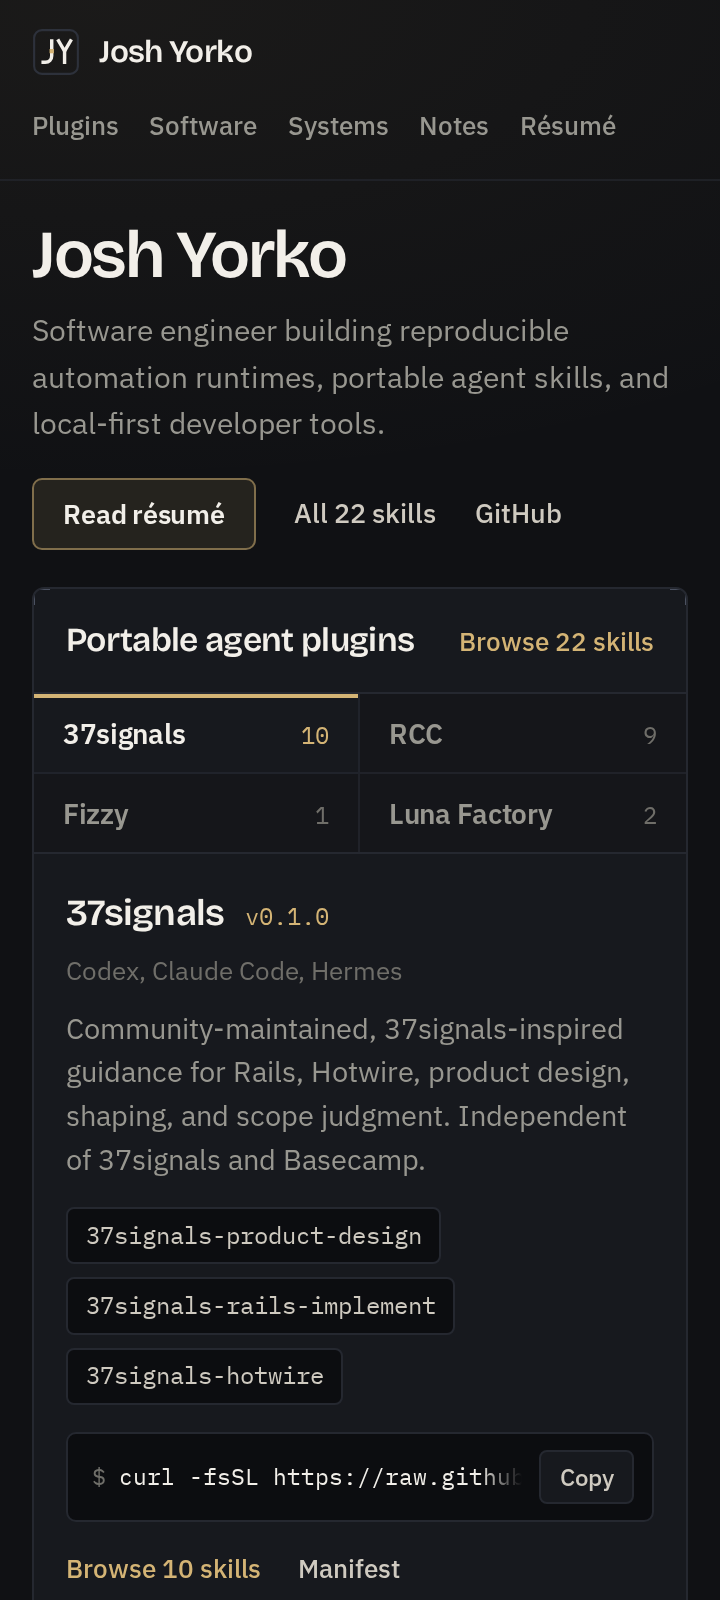 JY Josh Yorko
Plugins Software Systems Notes Résumé
Josh Yorko
Software engineer building reproducible
automation runtimes, portable agent skills, and
local-first developer tools.
Read résumé All 22 skills GitHub
Portable agent plugins Browse 22 skills
37signals 10 RCC 9
Fizzy 1 Luna Factory 2
37signals v0.1.0
Codex, Claude Code, Hermes
Community-maintained, 37signals-inspired
guidance for Rails, Hotwire, product design,
shaping, and scope judgment. Independent
of 37signals and Basecamp.
37signals-product-design
37signals-rails-implement
37signals-hotwire
$ curl -fsSL https://raw.github Copy
Browse 10 skills Manifest